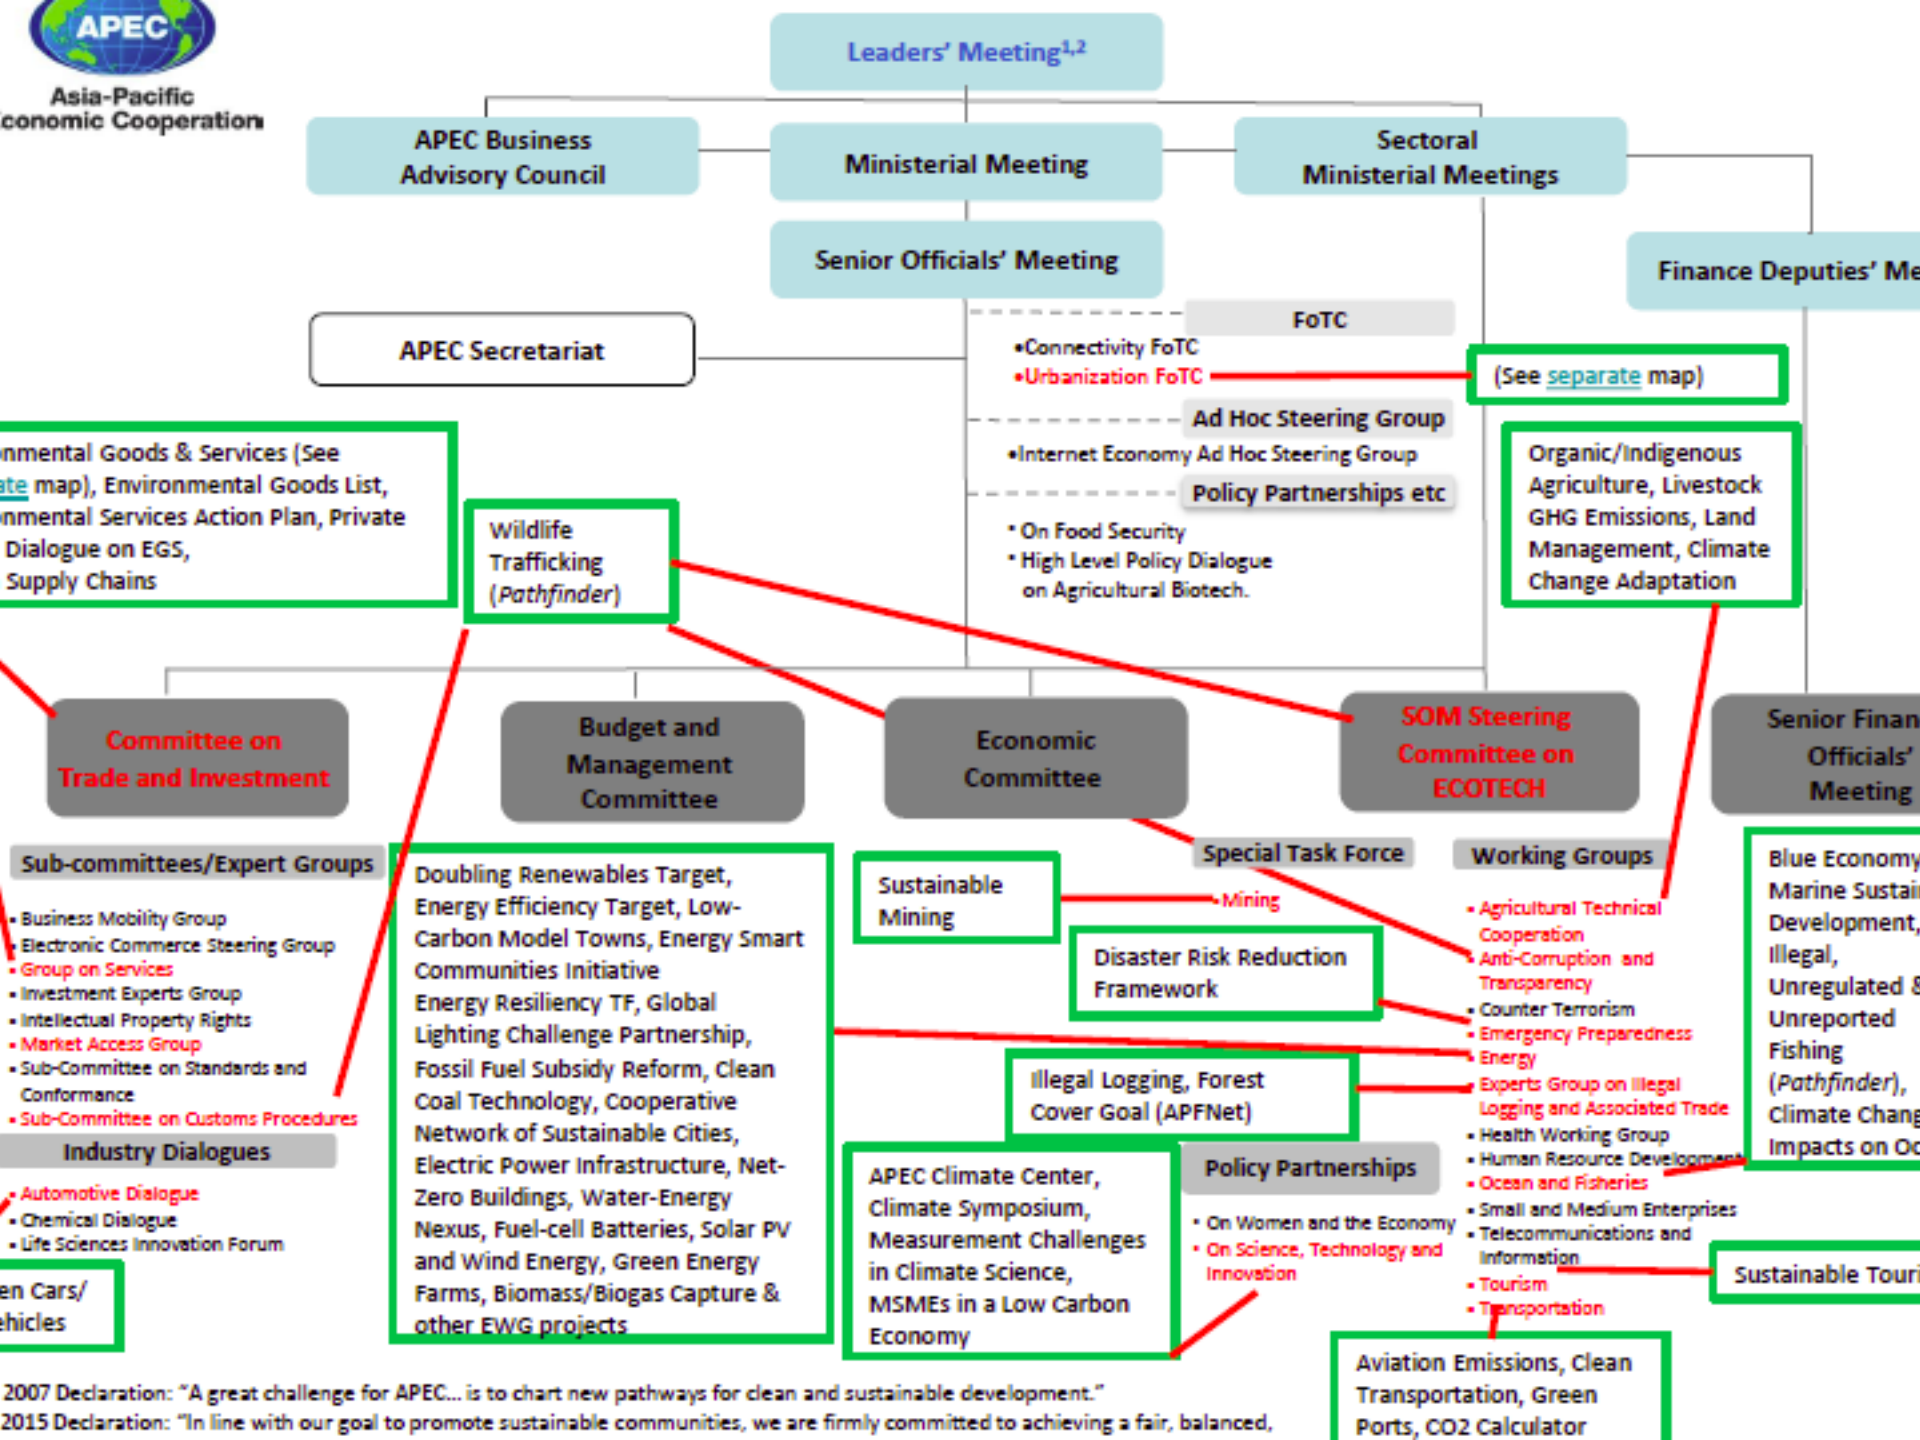 APEC
Asia-Pacific
conomic Cooperation
Leaders' Meeting1,2
APEC Business
Advisory Council
Ministerial Meeting
Sectoral
Ministerial Meetings
Senior Officials' Meeting
Finance Deputies' Me
APEC Secretariat
FoTC
•Connectivity FoTC
•Urbanization FoTC
(See separate map)
Ad Hoc Steering Group
•Internet Economy Ad Hoc Steering Group
Policy Partnerships etc
▪ On Food Security
▪ High Level Policy Dialogue
on Agricultural Biotech.
onmental Goods & Services (See
ate map), Environmental Goods List,
onmental Services Action Plan, Private
Dialogue on EGS,
Supply Chains
Wildlife
Trafficking
(Pathfinder)
Organic/Indigenous
Agriculture, Livestock
GHG Emissions, Land
Management, Climate
Change Adaptation
Committee on
Trade and Investment
Budget and
Management
Committee
Economic
Committee
SOM Steering
Committee on
ECOTECH
Senior Finan
Officials'
Meeting
Sub-committees/Expert Groups
▪ Business Mobility Group
▪ Electronic Commerce Steering Group
▪ Group on Services
▪ Investment Experts Group
▪ Intellectual Property Rights
▪ Market Access Group
▪ Sub-Committee on Standards and
Conformance
▪ Sub-Committee on Customs Procedures
Industry Dialogues
▪ Automotive Dialogue
▪ Chemical Dialogue
▪ Life Sciences Innovation Forum
en Cars/
ehicles
Doubling Renewables Target,
Energy Efficiency Target, Low-
Carbon Model Towns, Energy Smart
Communities Initiative
Energy Resiliency TF, Global
Lighting Challenge Partnership,
Fossil Fuel Subsidy Reform, Clean
Coal Technology, Cooperative
Network of Sustainable Cities,
Electric Power Infrastructure, Net-
Zero Buildings, Water-Energy
Nexus, Fuel-cell Batteries, Solar PV
and Wind Energy, Green Energy
Farms, Biomass/Biogas Capture &
other EWG projects
Sustainable
Mining
Special Task Force
▪ Mining
Disaster Risk Reduction
Framework
Illegal Logging, Forest
Cover Goal (APFNet)
APEC Climate Center,
Climate Symposium,
Measurement Challenges
in Climate Science,
MSMEs in a Low Carbon
Economy
Policy Partnerships
▪ On Women and the Economy
▪ On Science, Technology and
Innovation
Working Groups
▪ Agricultural Technical
Cooperation
▪ Anti-Corruption and
Transparency
▪ Counter Terrorism
▪ Emergency Preparedness
▪ Energy
▪ Experts Group on Illegal
Logging and Associated Trade
▪ Health Working Group
▪ Human Resource Development
▪ Ocean and Fisheries
▪ Small and Medium Enterprises
▪ Telecommunications and
Information
▪ Tourism
▪ Transportation
Blue Economy
Marine Sustai
Development,
Illegal,
Unregulated &
Unreported
Fishing
(Pathfinder),
Climate Chang
Impacts on Oc
Sustainable Touri
Aviation Emissions, Clean
Transportation, Green
Ports, CO2 Calculator
2007 Declaration: "A great challenge for APEC… is to chart new pathways for clean and sustainable development."
2015 Declaration: "In line with our goal to promote sustainable communities, we are firmly committed to achieving a fair, balanced,